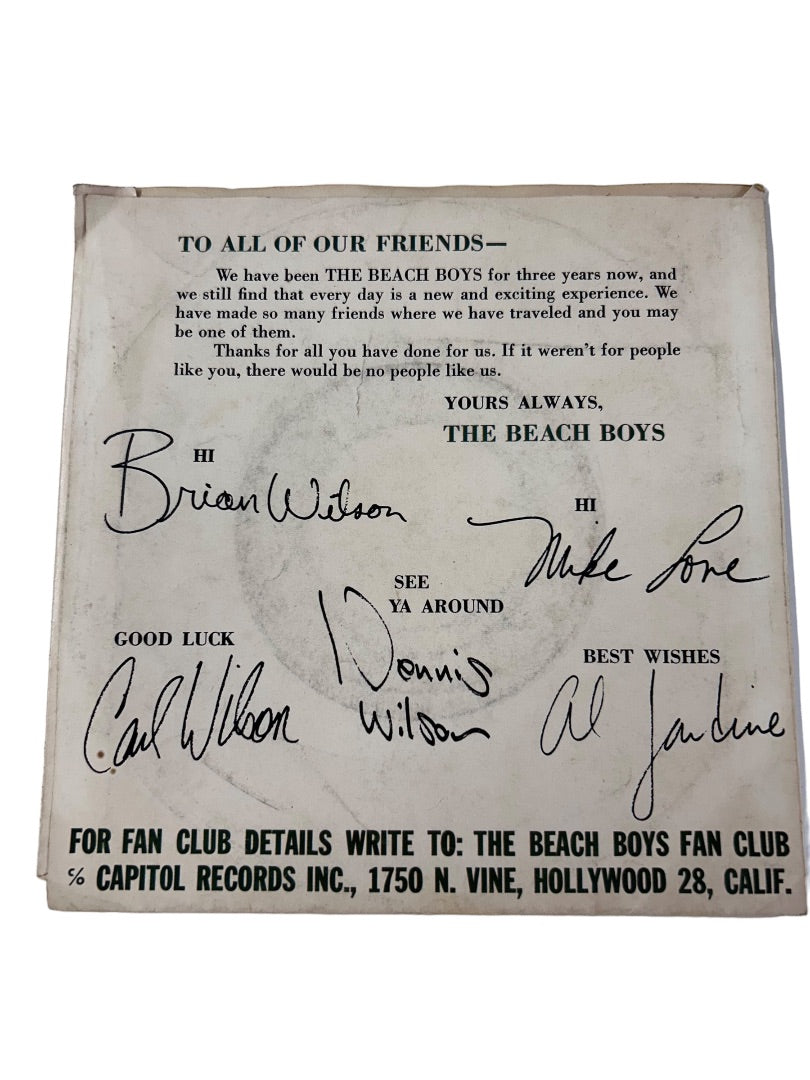 TO ALL OF OUR FRIENDS—
We have been THE BEACH BOYS for three years now, and
we still find that every day is a new and exciting experience. We
have made so many friends where we have traveled and you may
be one of them.
Thanks for all you have done for us. If it weren't for people
like you, there would be no people like us.
YOURS ALWAYS,
THE BEACH BOYS
HI
Brian Wilson
HI
Mike Love
SEE
YA AROUND
Dennis
Wilson
GOOD LUCK
Carl Wilson
BEST WISHES
Al Jardine
FOR FAN CLUB DETAILS WRITE TO: THE BEACH BOYS FAN CLUB
℅ CAPITOL RECORDS INC., 1750 N. VINE, HOLLYWOOD 28, CALIF.